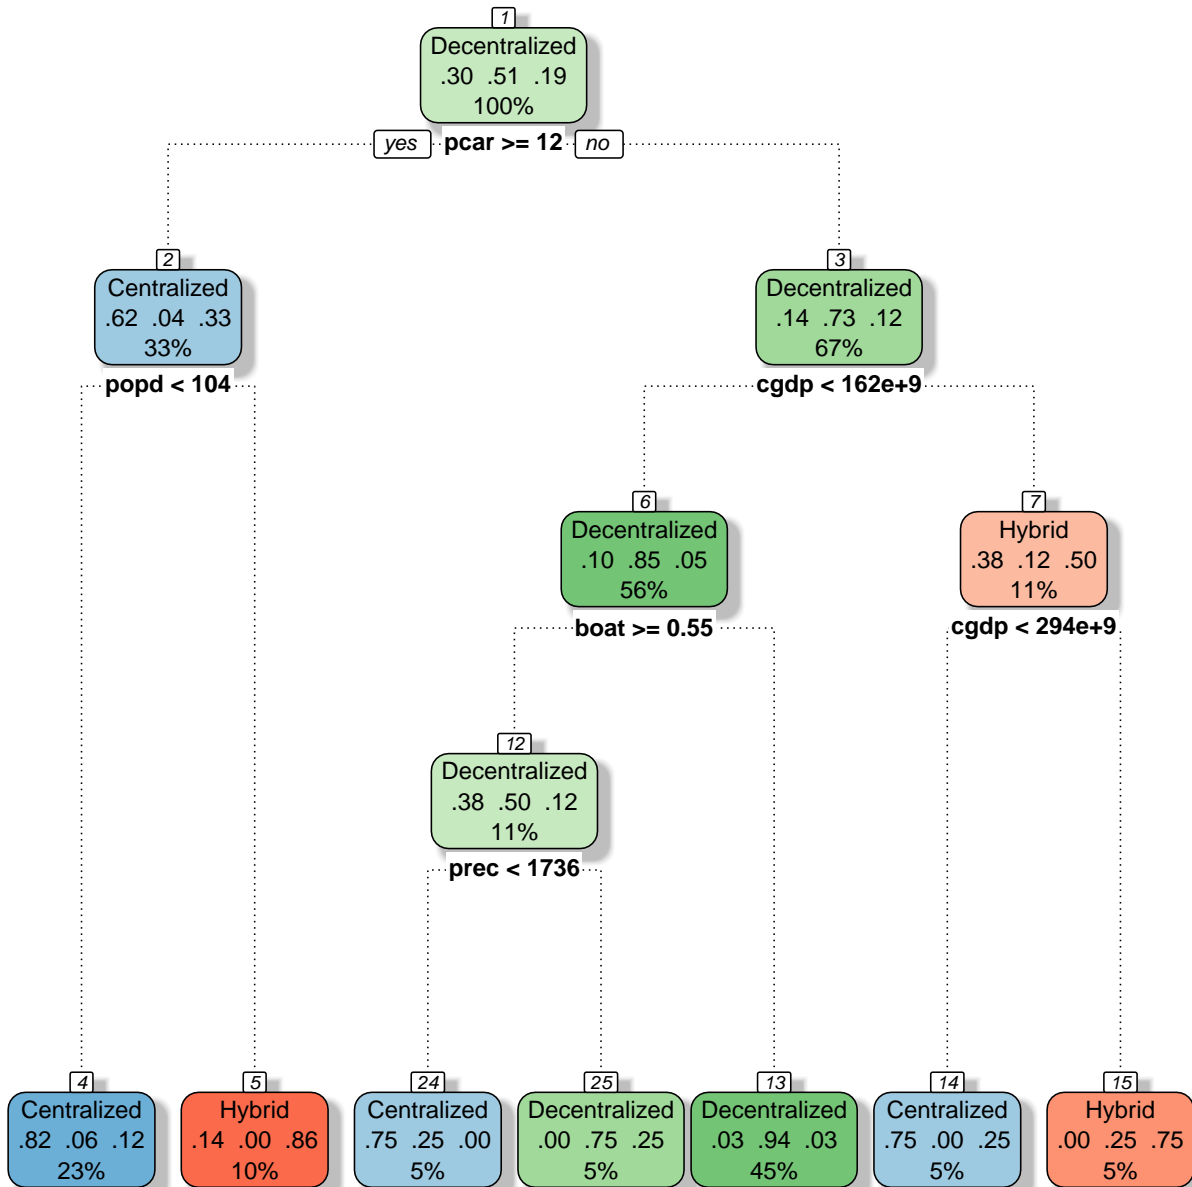 1
Decentralized
.30 .51 .19
100%
yes pcar >= 12 no
2
Centralized
.62 .04 .33
33%
popd < 104
3
Decentralized
.14 .73 .12
67%
cgdp < 162e+9
6
Decentralized
.10 .85 .05
56%
boat >= 0.55
7
Hybrid
.38 .12 .50
11%
cgdp < 294e+9
12
Decentralized
.38 .50 .12
11%
prec < 1736
4
Centralized
.82 .06 .12
23%
5
Hybrid
.14 .00 .86
10%
24
Centralized
.75 .25 .00
5%
25
Decentralized
.00 .75 .25
5%
13
Decentralized
.03 .94 .03
45%
14
Centralized
.75 .00 .25
5%
15
Hybrid
.00 .25 .75
5%